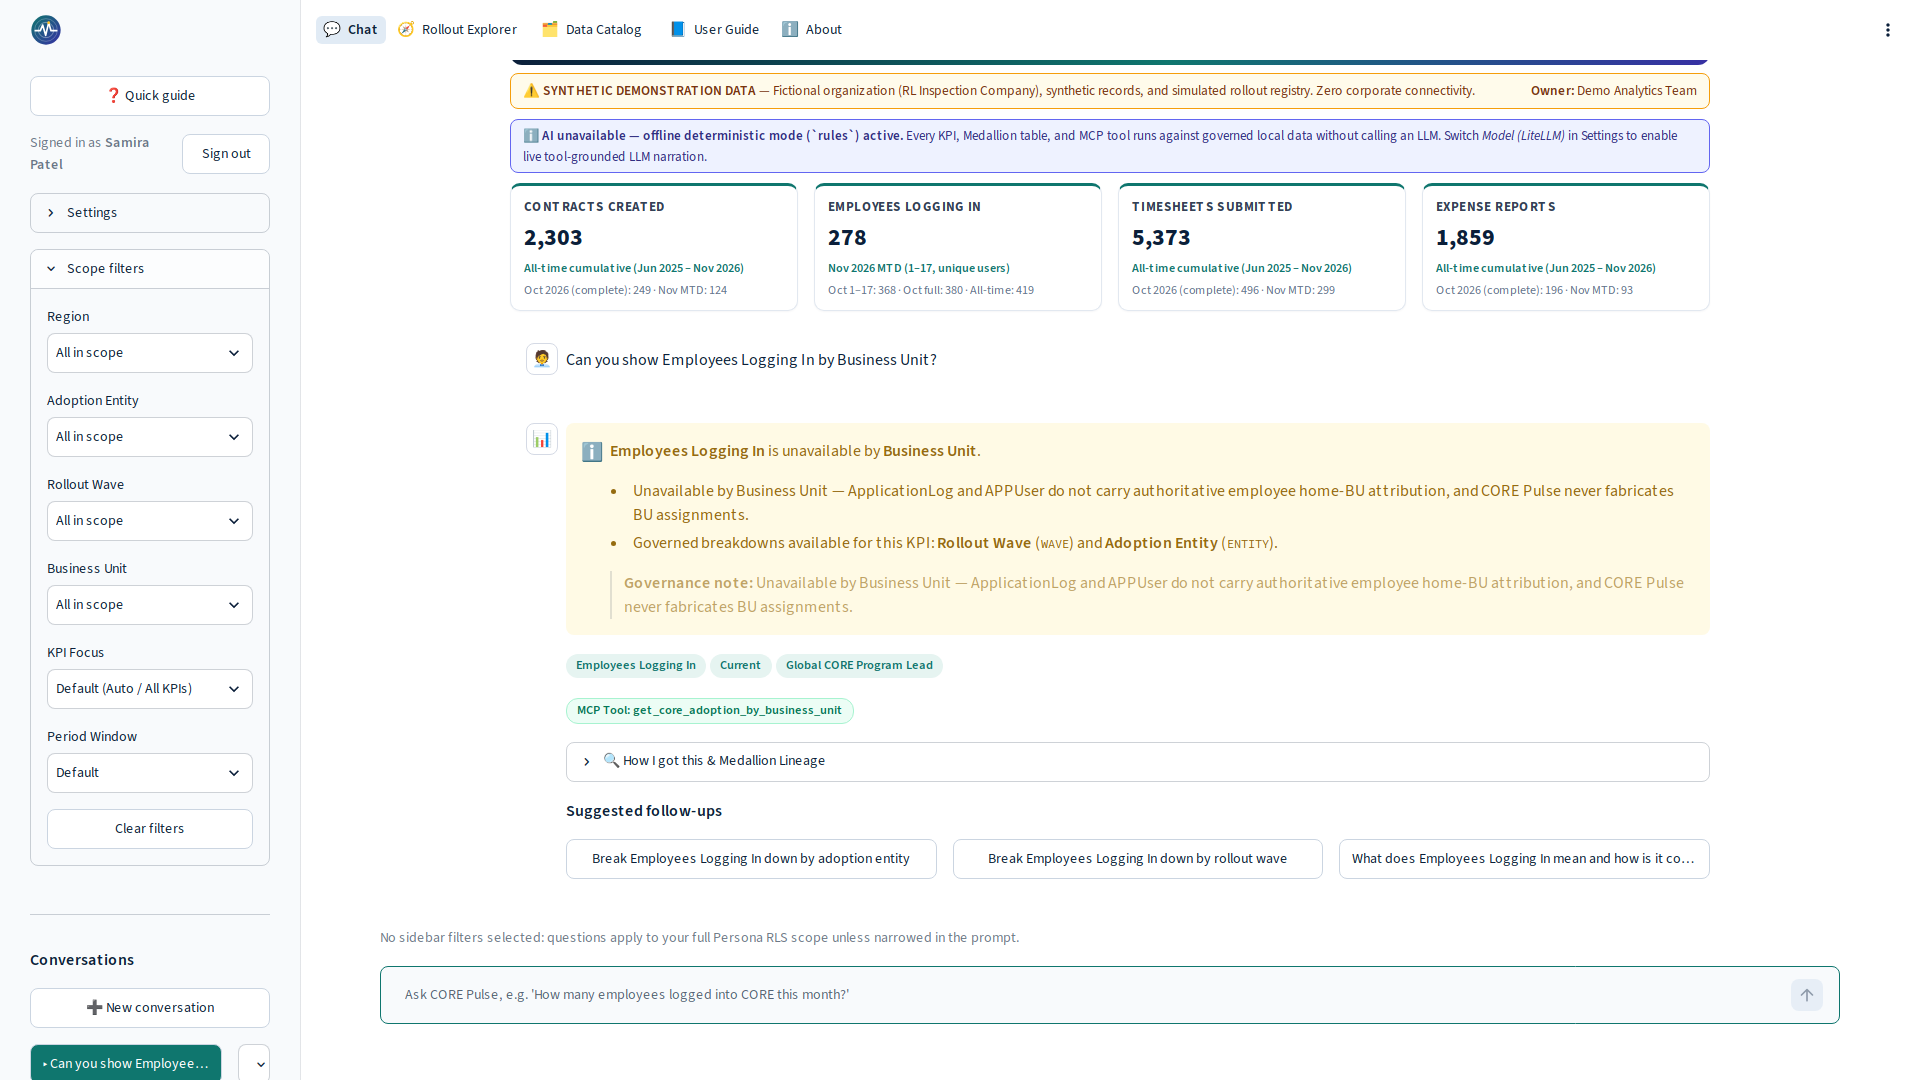 Quick guide
Signed in as Samira
Patel
Sign out
Settings
Scope filters
Region
All in scope
Adoption Entity
All in scope
Rollout Wave
All in scope
Business Unit
All in scope
KPI Focus
Default (Auto / All KPIs)
Period Window
Default
Clear filters
Conversations
New conversation
Can you show Employee…
Chat
Rollout Explorer
Data Catalog
User Guide
About
SYNTHETIC DEMONSTRATION DATA — Fictional organization (RL Inspection Company), synthetic records, and simulated rollout registry. Zero corporate connectivity.
Owner: Demo Analytics Team
AI unavailable — offline deterministic mode (`rules`) active. Every KPI, Medallion table, and MCP tool runs against governed local data without calling an LLM. Switch Model (LiteLLM) in Settings to enable
live tool-grounded LLM narration.
CONTRACTS CREATED
2,303
All-time cumulative (Jun 2025 – Nov 2026)
Oct 2026 (complete): 249 · Nov MTD: 124
EMPLOYEES LOGGING IN
278
Nov 2026 MTD (1–17, unique users)
Oct 1–17: 368 · Oct full: 380 · All-time: 419
TIMESHEETS SUBMITTED
5,373
All-time cumulative (Jun 2025 – Nov 2026)
Oct 2026 (complete): 496 · Nov MTD: 299
EXPENSE REPORTS
1,859
All-time cumulative (Jun 2025 – Nov 2026)
Oct 2026 (complete): 196 · Nov MTD: 93
Can you show Employees Logging In by Business Unit?
Employees Logging In is unavailable by Business Unit.
• Unavailable by Business Unit — ApplicationLog and APPUser do not carry authoritative employee home-BU attribution, and CORE Pulse never fabricates
BU assignments.
• Governed breakdowns available for this KPI: Rollout Wave (WAVE) and Adoption Entity (ENTITY).
Governance note: Unavailable by Business Unit — ApplicationLog and APPUser do not carry authoritative employee home-BU attribution, and CORE Pulse
never fabricates BU assignments.
Employees Logging In
Current
Global CORE Program Lead
MCP Tool: get_core_adoption_by_business_unit
How I got this & Medallion Lineage
Suggested follow-ups
Break Employees Logging In down by adoption entity
Break Employees Logging In down by rollout wave
What does Employees Logging In mean and how is it co…
No sidebar filters selected: questions apply to your full Persona RLS scope unless narrowed in the prompt.
Ask CORE Pulse, e.g. 'How many employees logged into CORE this month?'